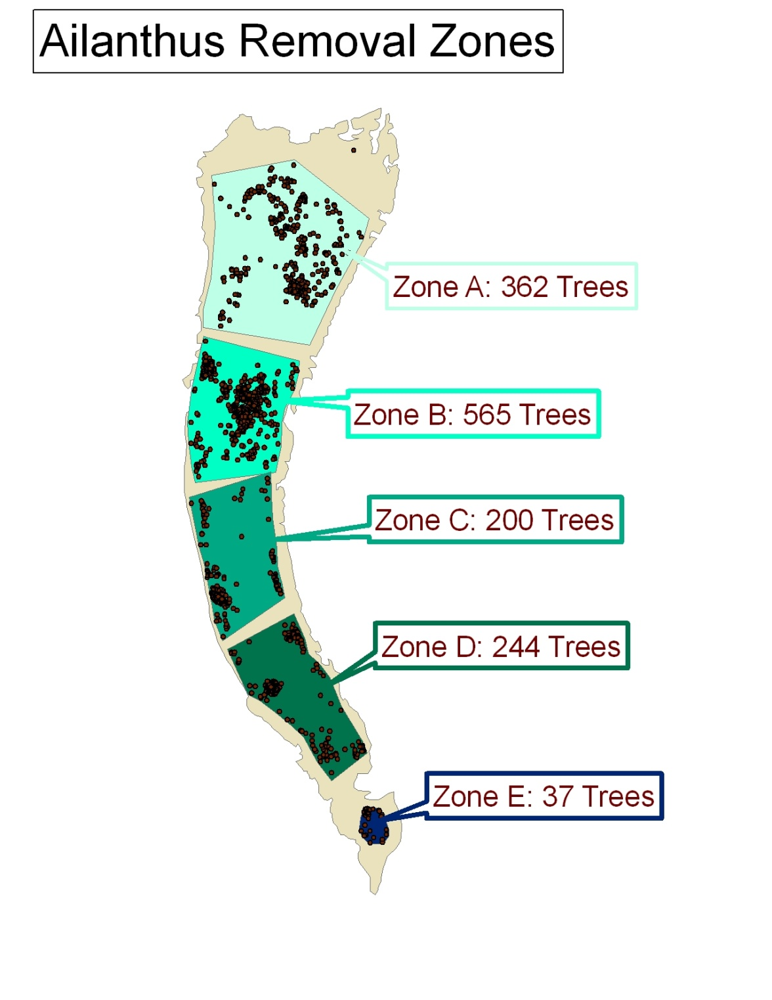 Ailanthus Removal Zones
Zone A: 362 Trees
Zone B: 565 Trees
Zone C: 200 Trees
Zone D: 244 Trees
Zone E: 37 Trees